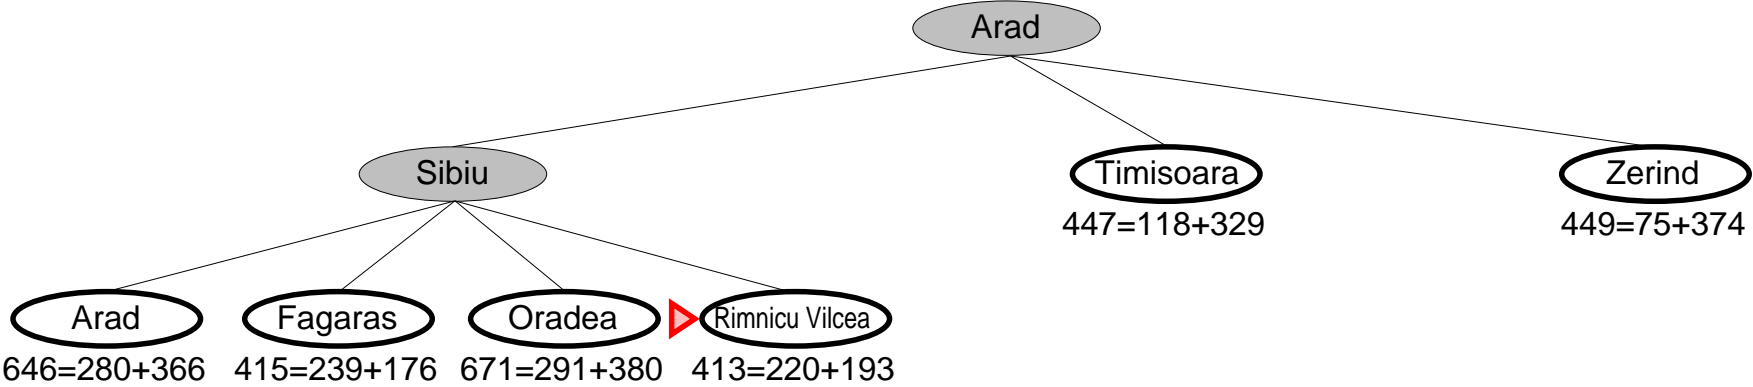 Arad
Sibiu
Timisoara
Zerind
447=118+329
449=75+374
Arad
Fagaras
Oradea
Rimnicu Vilcea
646=280+366
415=239+176
671=291+380
413=220+193